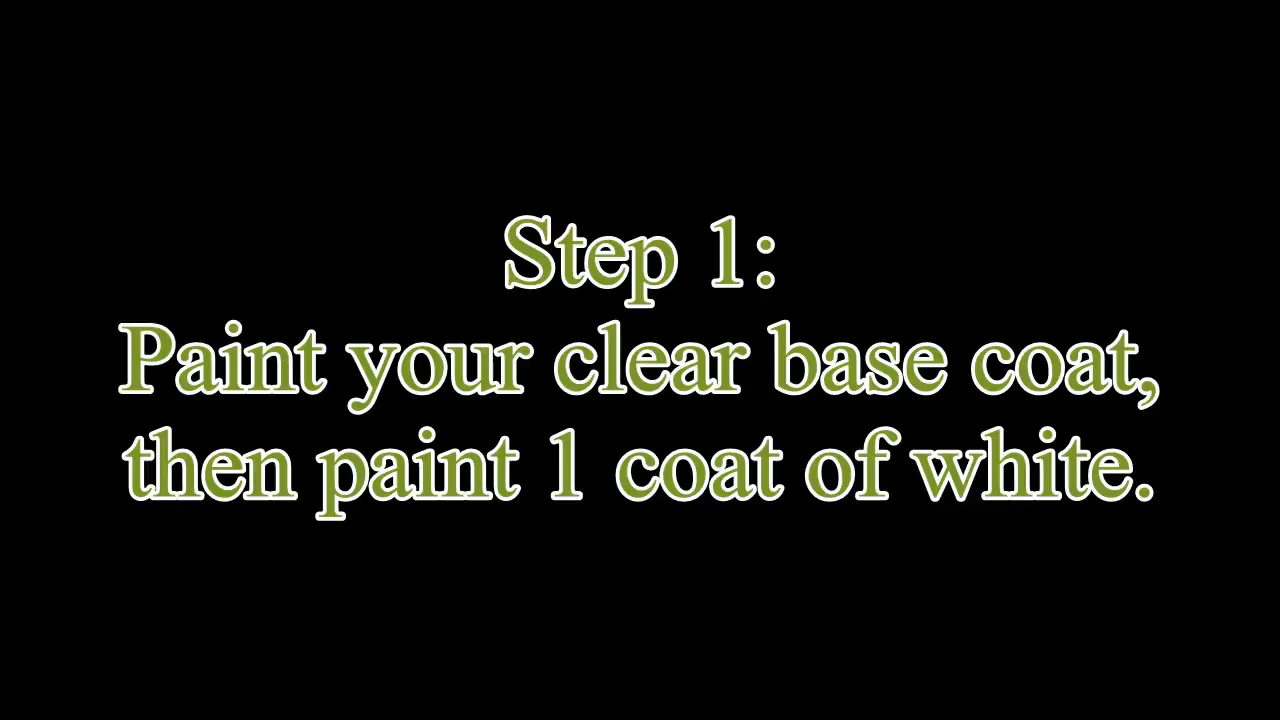 Step 1:
Paint your clear base coat,
then paint 1 coat of white.